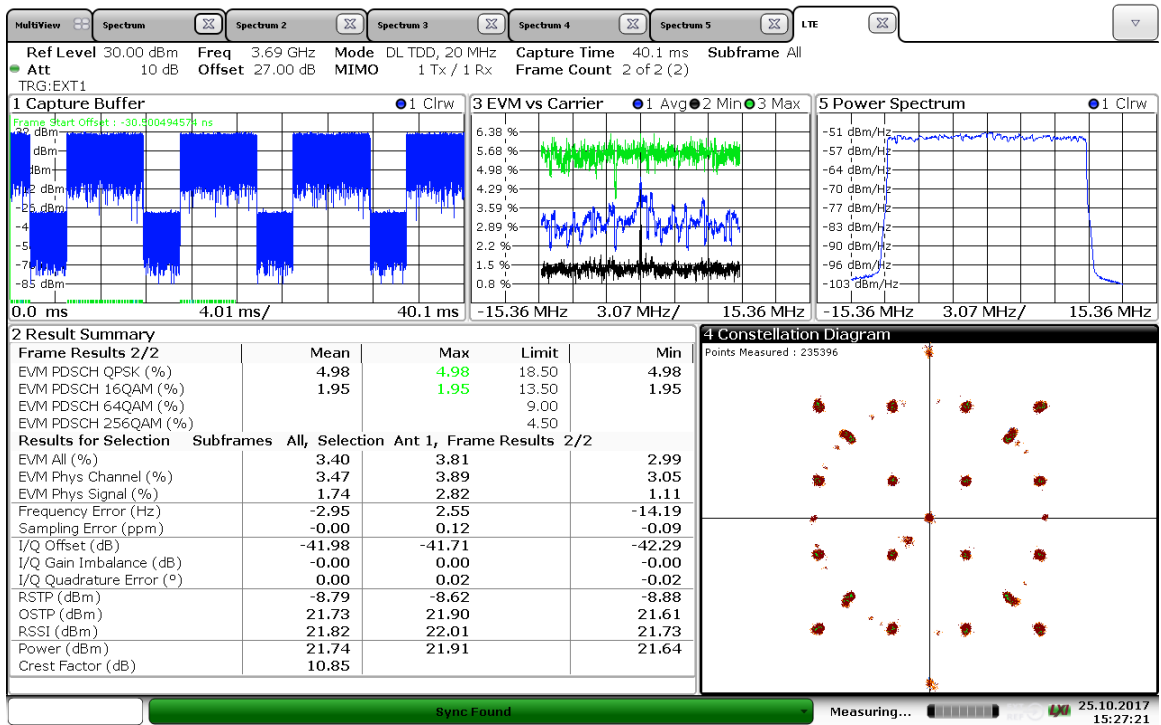 MultiView Spectrum Spectrum 2 Spectrum 3 Spectrum 4 Spectrum 5 LTE
Ref Level 30.00 dBm Freq 3.69 GHz Mode DL TDD, 20 MHz Capture Time 40.1 ms Subframe All
Att 10 dB Offset 27.00 dB MIMO 1 Tx / 1 Rx Frame Count 2 of 2 (2)
TRG:EXT1
1 Capture Buffer 1 Clrw
Frame Start Offset : -30.500494574 ns
dBm
dBm
dBm
dBm
-25 dBm
-85 dBm
0.0 ms 4.01 ms/ 40.1 ms
3 EVM vs Carrier 1 Avg 2 Min 3 Max
6.38 %
5.68 %
4.98 %
4.29 %
3.59 %
2.89 %
2.2 %
1.5 %
0.8 %
-15.36 MHz 3.07 MHz/ 15.36 MHz
5 Power Spectrum 1 Clrw
-51 dBm/Hz
-57 dBm/Hz
-64 dBm/Hz
-70 dBm/Hz
-77 dBm/Hz
-83 dBm/Hz
-90 dBm/Hz
-96 dBm/Hz
-103 dBm/Hz
-15.36 MHz 3.07 MHz/ 15.36 MHz
2 Result Summary
Frame Results 2/2 Mean Max Limit Min
EVM PDSCH QPSK (%) 4.98 4.98 18.50 4.98
EVM PDSCH 16QAM (%) 1.95 1.95 13.50 1.95
EVM PDSCH 64QAM (%) 9.00
EVM PDSCH 256QAM (%) 4.50
Results for Selection Subframes All, Selection Ant 1, Frame Results 2/2
EVM All (%) 3.40 3.81 2.99
EVM Phys Channel (%) 3.47 3.89 3.05
EVM Phys Signal (%) 1.74 2.82 1.11
Frequency Error (Hz) -2.95 2.55 -14.19
Sampling Error (ppm) -0.00 0.12 -0.09
I/Q Offset (dB) -41.98 -41.71 -42.29
I/Q Gain Imbalance (dB) -0.00 0.00 -0.00
I/Q Quadrature Error (°) 0.00 0.02 -0.02
RSTP (dBm) -8.79 -8.62 -8.88
OSTP (dBm) 21.73 21.90 21.61
RSSI (dBm) 21.82 22.01 21.73
Power (dBm) 21.74 21.91 21.64
Crest Factor (dB) 10.85
4 Constellation Diagram
Points Measured : 235396
Sync Found
Measuring...
REF
LXI
25.10.2017
15:27:21